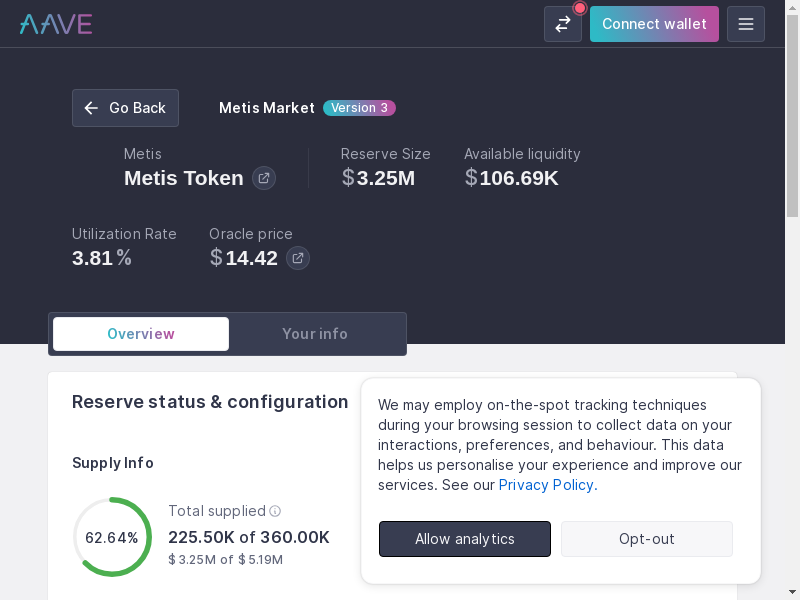 AAVE
Connect wallet
Go Back
Metis Market
Version 3
Metis
Metis Token
Reserve Size
$3.25M
Available liquidity
$106.69K
Utilization Rate
3.81%
Oracle price
$14.42
Overview
Your info
Reserve status & configuration
Supply Info
62.64%
Total supplied
225.50K of 360.00K
$3.25M of $5.19M
We may employ on-the-spot tracking techniques
during your browsing session to collect data on your
interactions, preferences, and behaviour. This data
helps us personalise your experience and improve our
services. See our Privacy Policy.
Allow analytics
Opt-out